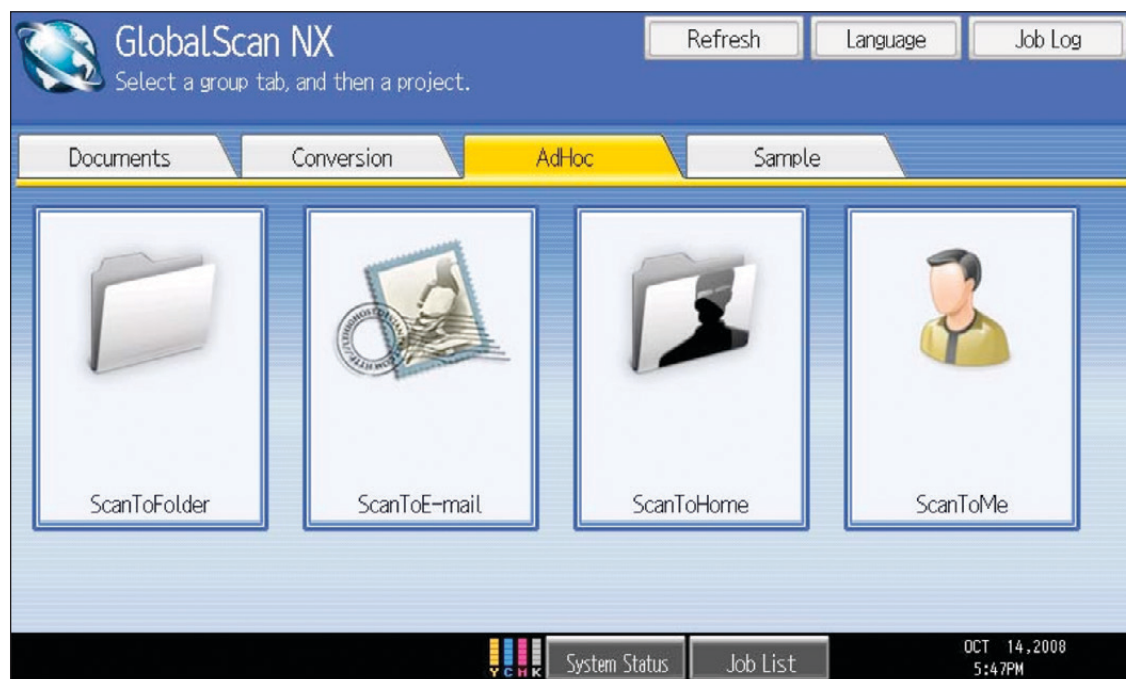 GlobalScan NX
Select a group tab, and then a project.
Refresh
Language
Job Log
Documents
Conversion
AdHoc
Sample
ScanToFolder
ScanToE-mail
ScanToHome
ScanToMe
Y C M K
System Status
Job List
OCT 14,2008
5:47PM